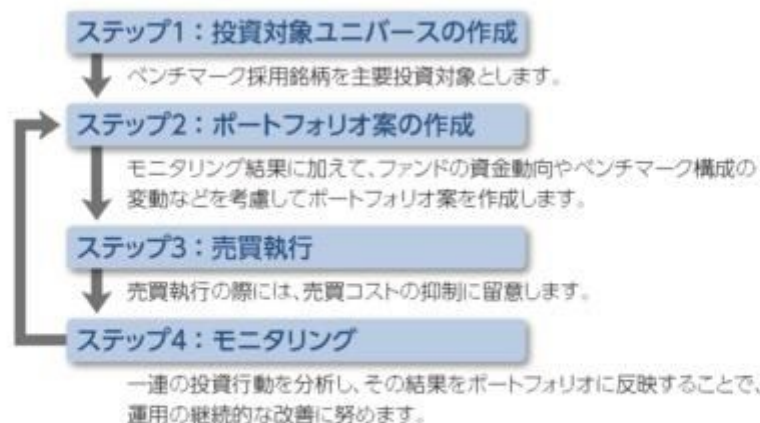 ステップ1：投資対象ユニバースの作成
ベンチマーク採用銘柄を主要投資対象とします。
ステップ2：ポートフォリオ案の作成
モニタリング結果に加えて、ファンドの資金動向やベンチマーク構成の
変動などを考慮してポートフォリオ案を作成します。
ステップ3：売買執行
売買執行の際には、売買コストの抑制に留意します。
ステップ4：モニタリング
一連の投資行動を分析し、その結果をポートフォリオに反映することで、
運用の継続的な改善に努めます。